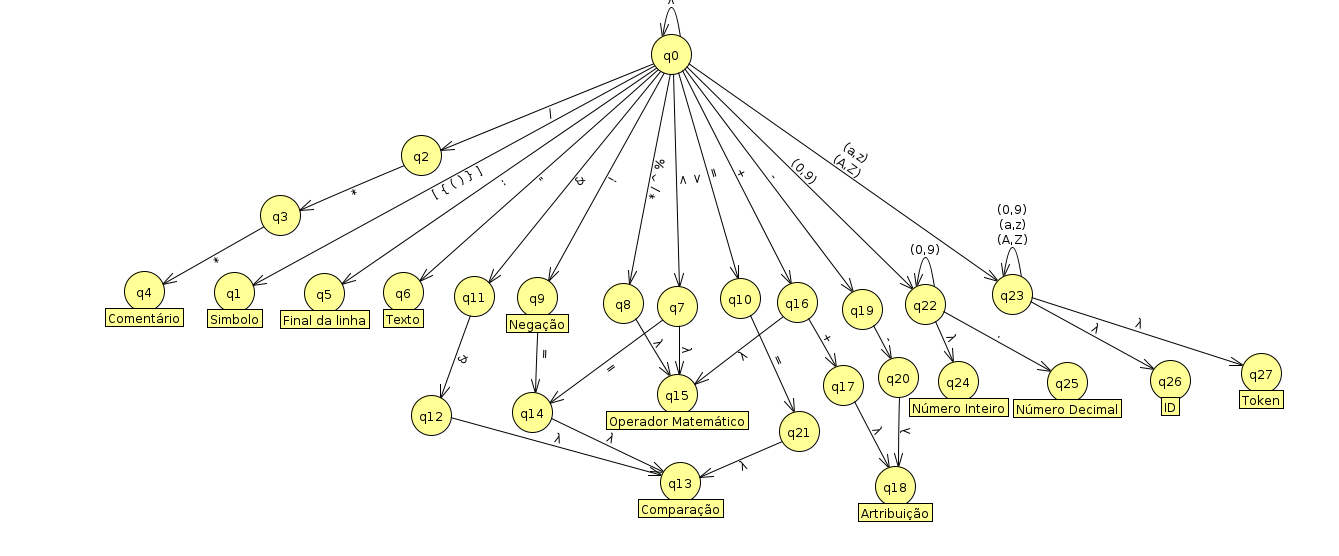 λ
q0
/
(a,z)
(A,Z)
q2
[ { ( ) } ]
;
"
&
!
* / ^ %
< >
=
+
-
(0,9)
*
q3
(0,9)
(a,z)
(A,Z)
(0,9)
*
q4
q1
q5
q6
q11
q9
q8
q7
q10
q16
q19
q22
q23
Comentário
Simbolo
Final da linha
Texto
Negação
&
=
=
λ
λ
λ
=
+
-
λ
.
λ
λ
q12
q14
q15
q17
q20
q24
q25
q26
q27
Operador Matemático
Número Inteiro
Número Decimal
ID
Token
q21
λ
λ
λ
λ
λ
q13
q18
Comparação
Artribuição